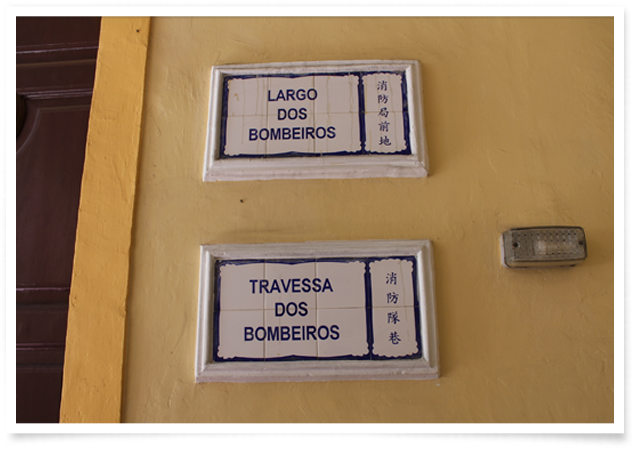 LARGO
DOS
BOMBEIROS
消防局前地
TRAVESSA
DOS
BOMBEIROS
消防隊巷